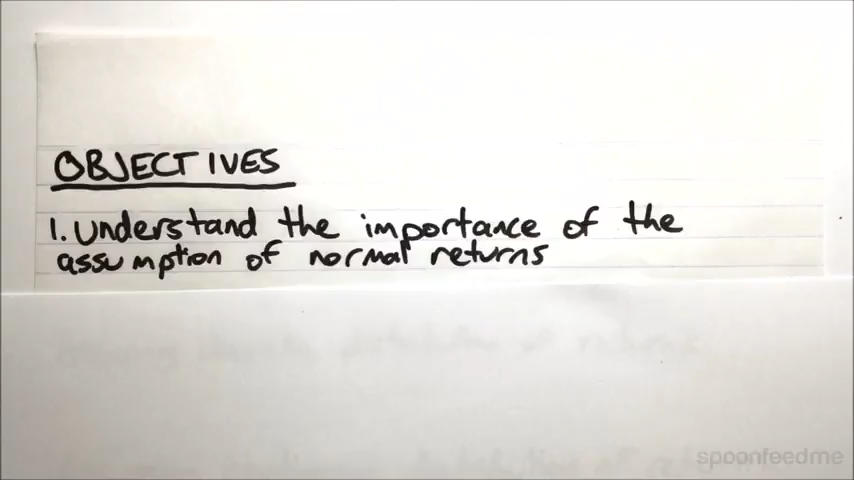 OBJECTIVES
1. Understand the importance of the
assumption of normal returns
spoonfeedme